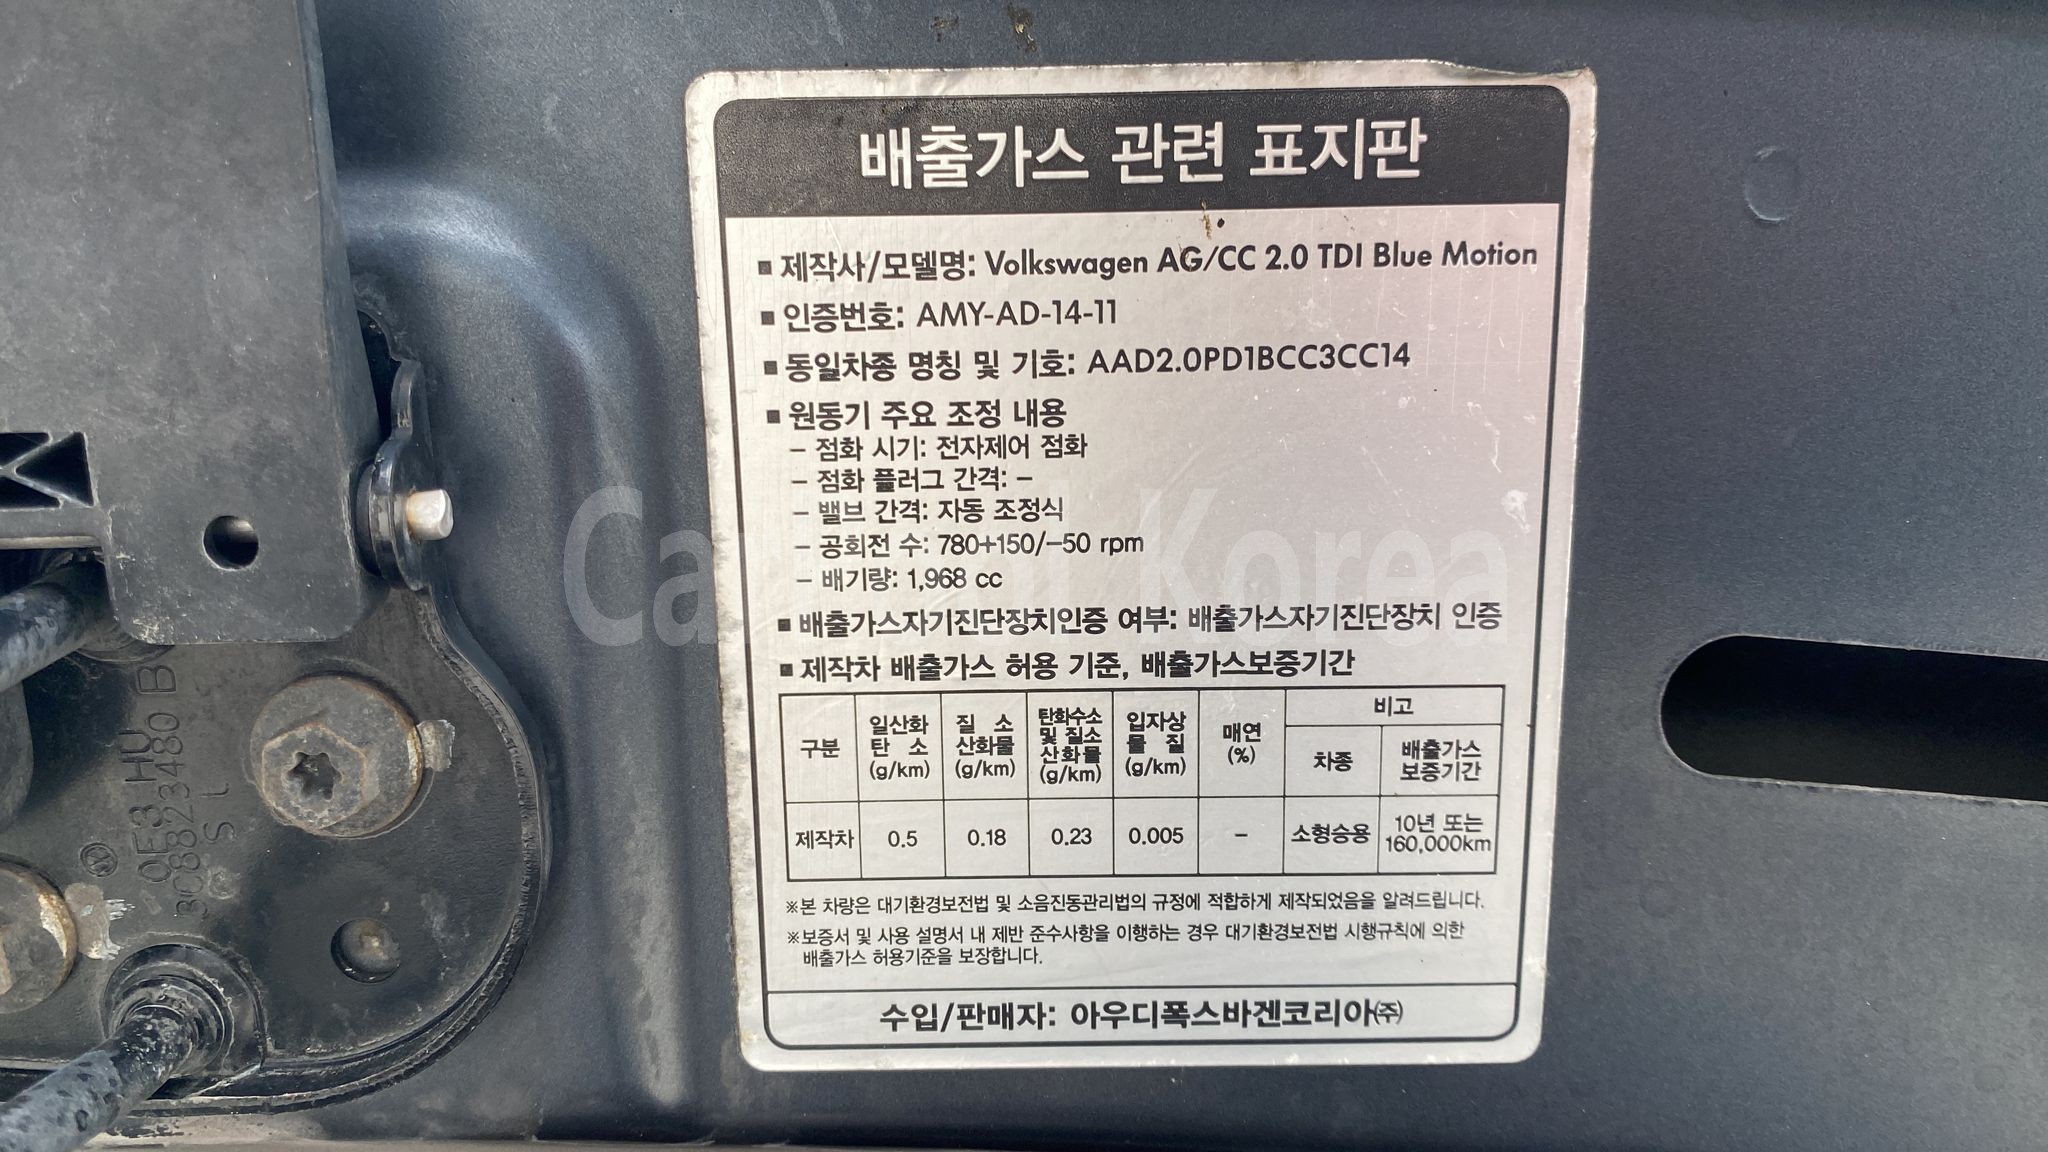 배출가스 관련 표지판
▪ 제작사/모델명: Volkswagen AG/CC 2.0 TDI Blue Motion
▪ 인증번호: AMY-AD-14-11
▪ 동일차종 명칭 및 기호: AAD2.0PD1BCC3CC14
▪ 원동기 주요 조정 내용
– 점화 시기: 전자제어 점화
– 점화 플러그 간격: –
– 밸브 간격: 자동 조정식
– 공회전 수: 780+150/–50 rpm
– 배기량: 1,968 cc
▪ 배출가스자기진단장치인증 여부: 배출가스자기진단장치 인증
▪ 제작차 배출가스 허용 기준, 배출가스보증기간
구분 일산화탄소 (g/km) 질소산화물 (g/km) 탄화수소 및 질소산화물 (g/km) 입자상물질 (g/km) 매연 (%) 비고
차종 배출가스 보증기간
제작차 0.5 0.18 0.23 0.005 – 소형승용 10년 또는 160,000km
※본 차량은 대기환경보전법 및 소음진동관리법의 규정에 적합하게 제작되었음을 알려드립니다.
※보증서 및 사용 설명서 내 제반 준수사항을 이행하는 경우 대기환경보전법 시행규칙에 의한
배출가스 허용기준을 보장합니다.
수입/판매자: 아우디폭스바겐코리아㈜
0E3 HU
3C8823480 B
S L
Korea